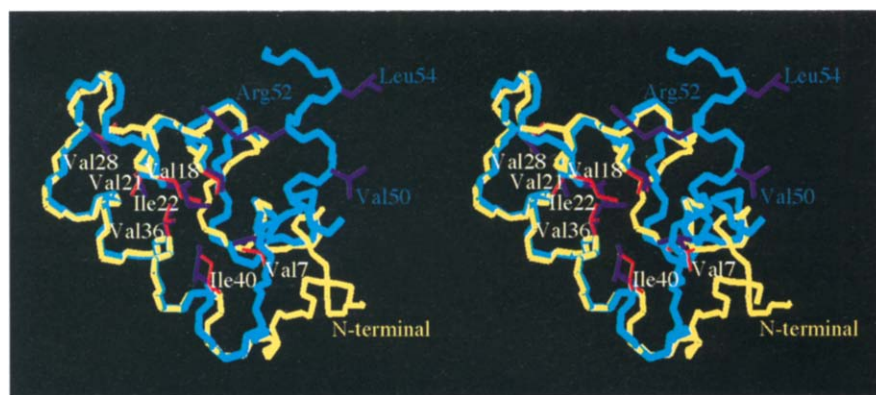 Leu54
Arg52
Val28
Val18
Val21
Ile22
Val50
Val36
Ile40
Val7
N-terminal
Leu54
Arg52
Val28
Val18
Val21
Ile22
Val50
Val36
Ile40
Val7
N-terminal